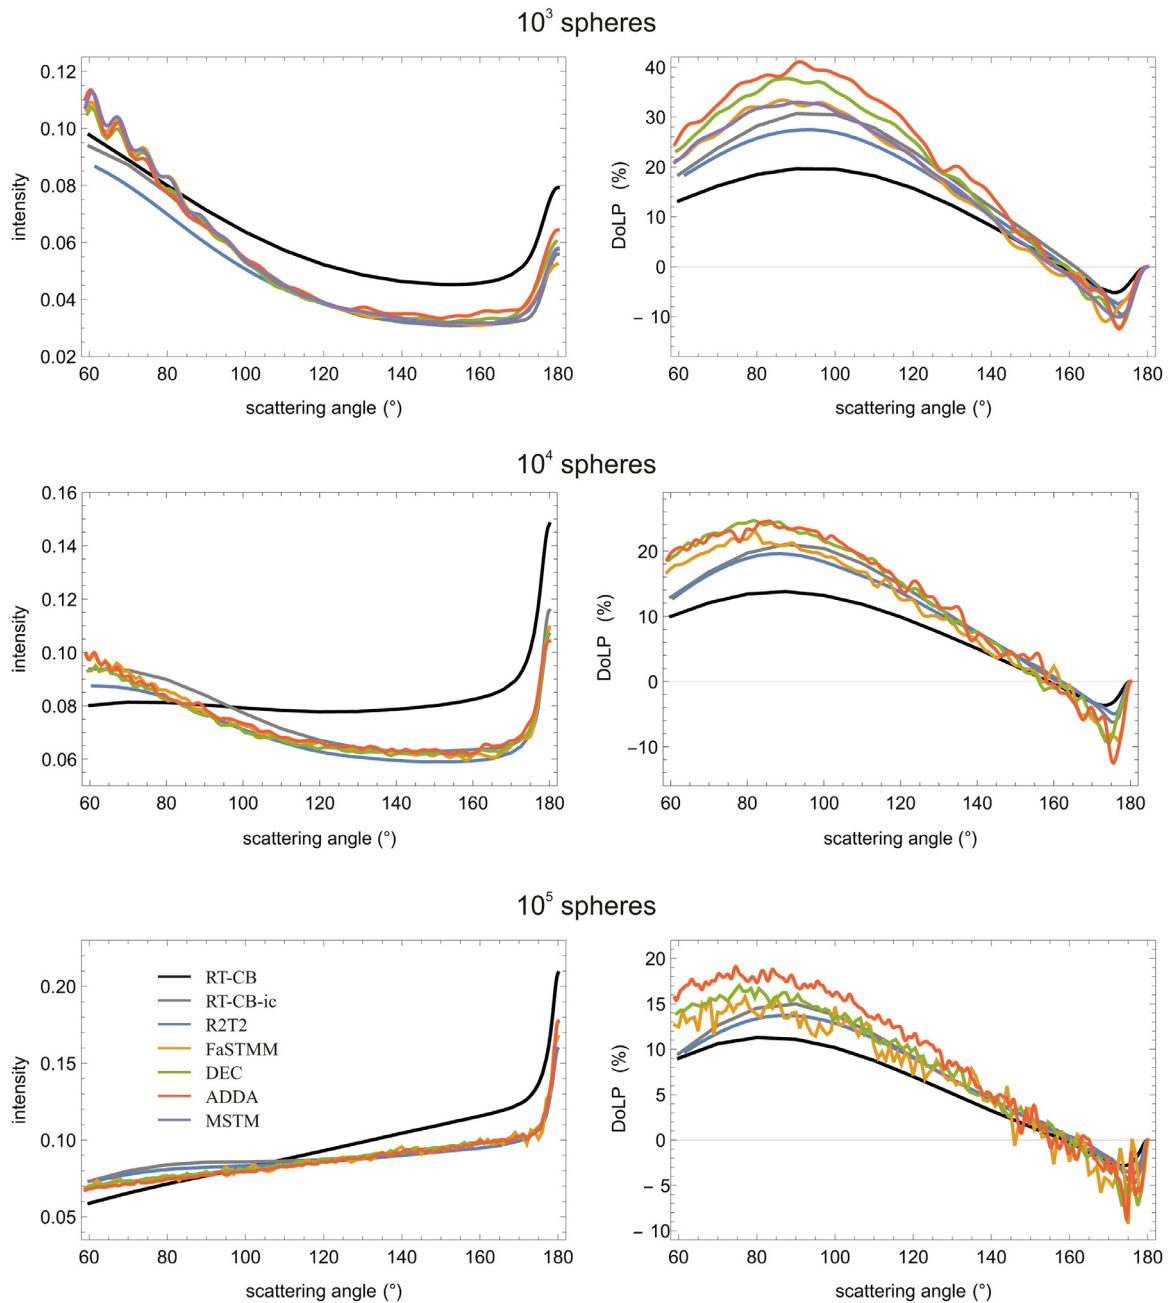 10³ spheres
intensity
0.12
0.10
0.08
0.06
0.04
0.02
60 80 100 120 140 160 180
scattering angle (°)
DoLP (%)
40
30
20
10
0
− 10
60 80 100 120 140 160 180
scattering angle (°)
10⁴ spheres
intensity
0.16
0.14
0.12
0.10
0.08
0.06
60 80 100 120 140 160 180
scattering angle (°)
DoLP (%)
20
10
0
−10
60 80 100 120 140 160 180
scattering angle (°)
10⁵ spheres
intensity
0.20
0.15
0.10
0.05
RT-CB
RT-CB-ic
R2T2
FaSTMM
DEC
ADDA
MSTM
60 80 100 120 140 160 180
scattering angle (°)
DoLP (%)
20
15
10
5
0
− 5
− 10
60 80 100 120 140 160 180
scattering angle (°)